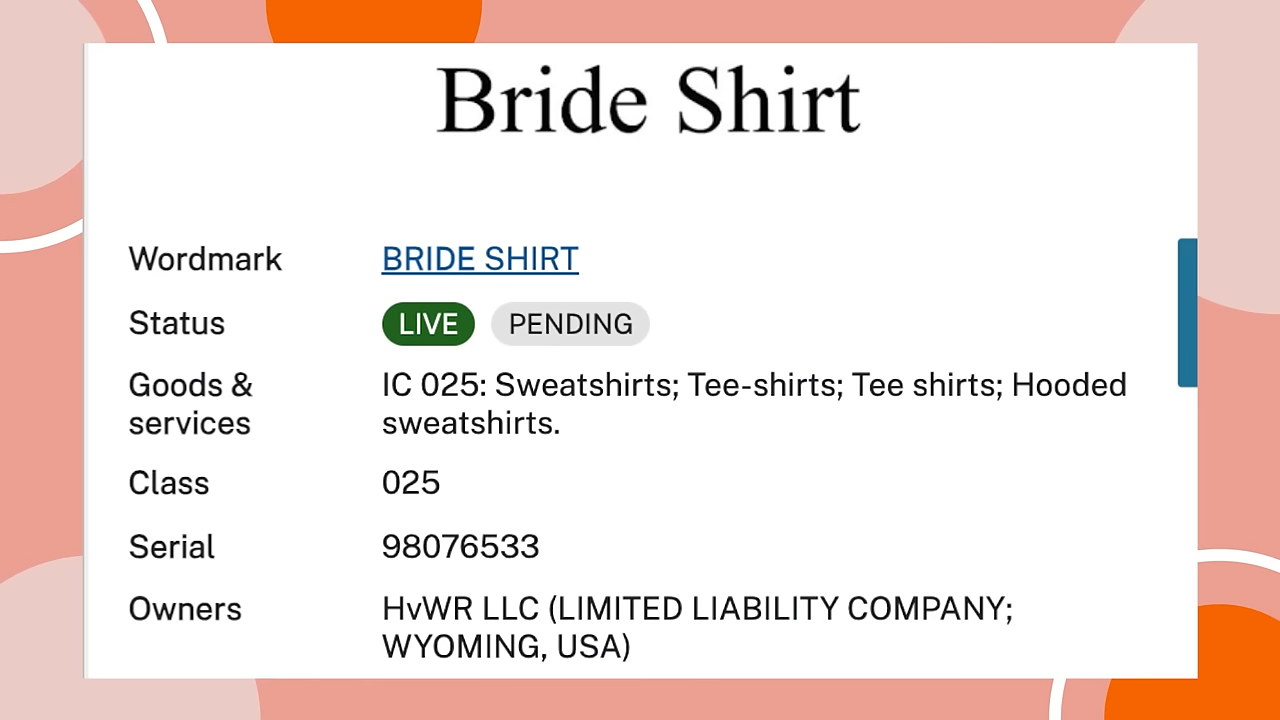 Bride Shirt
Wordmark BRIDE SHIRT
Status LIVE PENDING
Goods & IC 025: Sweatshirts; Tee-shirts; Tee shirts; Hooded
services sweatshirts.
Class 025
Serial 98076533
Owners HvWR LLC (LIMITED LIABILITY COMPANY;
WYOMING, USA)